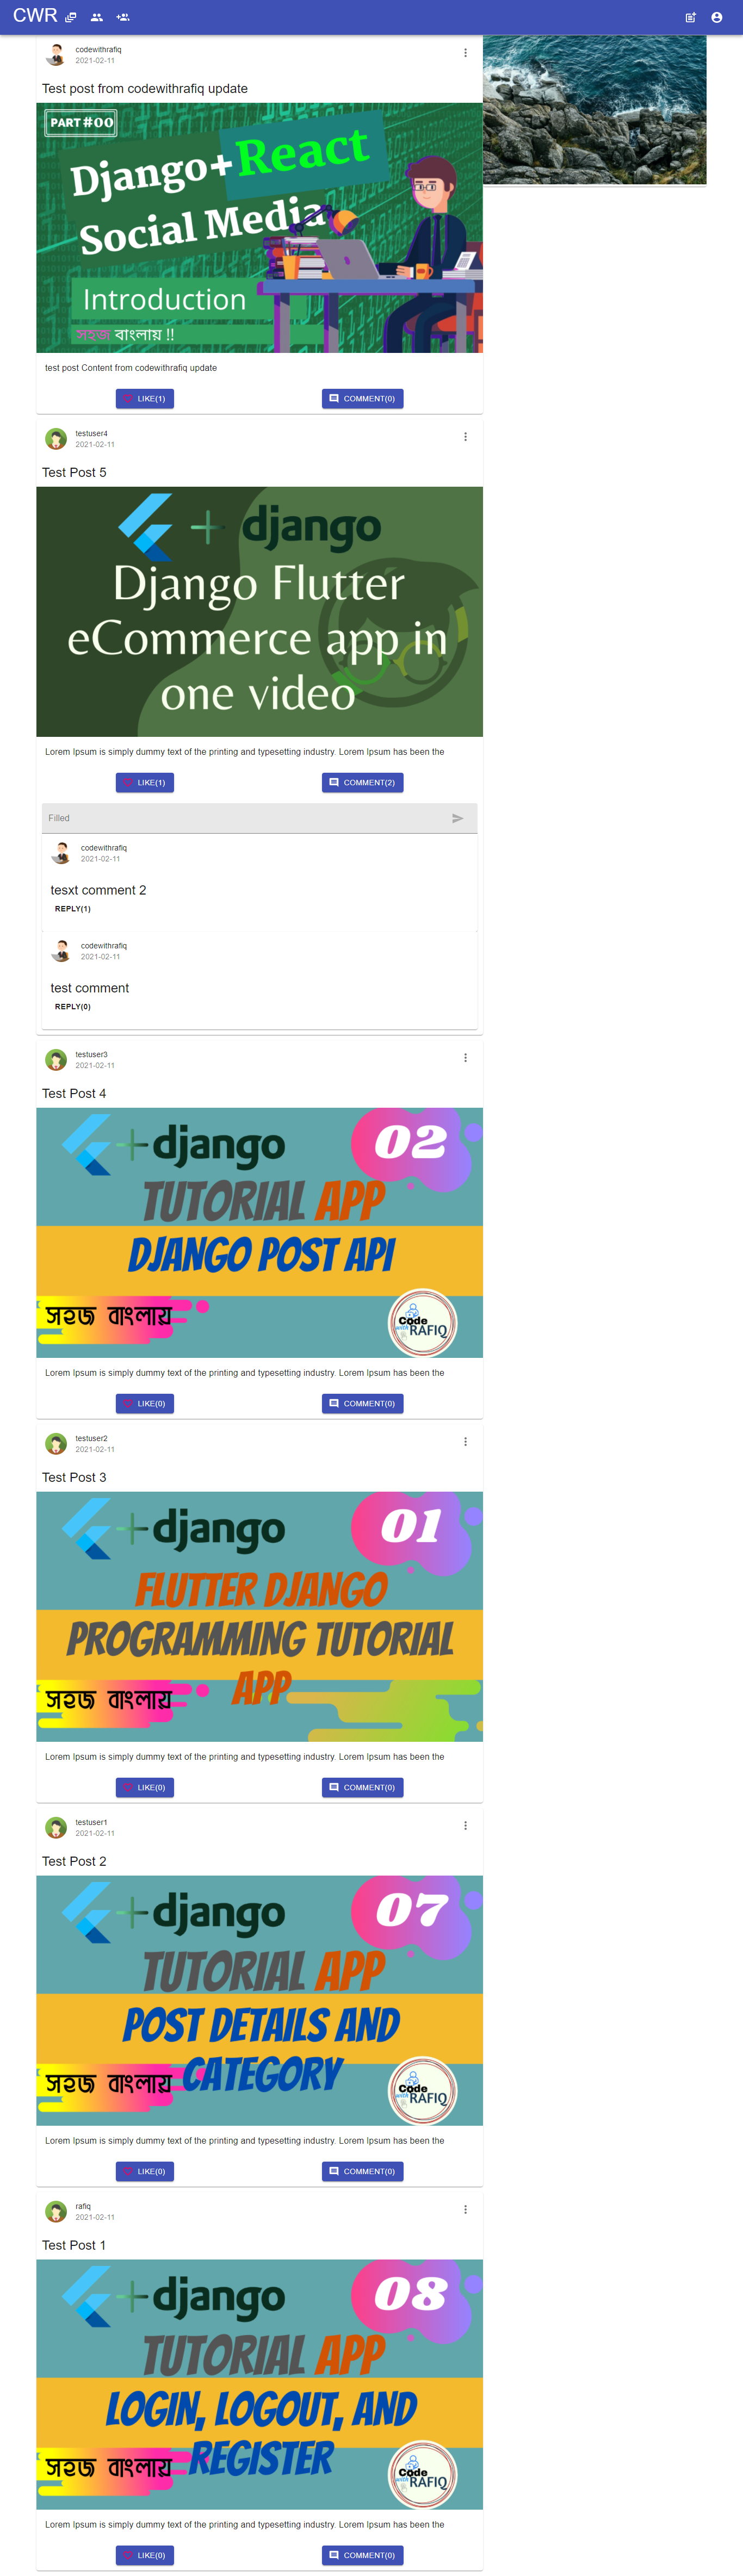 CWR
codewithrafiq
2021-02-11
Test post from codewithrafiq update
PART #00
Django+React
Social Media
Introduction
সহজ বাংলায় !!
test post Content from codewithrafiq update
LIKE(1)
COMMENT(0)
testuser4
2021-02-11
Test Post 5
+ django
Django Flutter
eCommerce app in
one video
Lorem Ipsum is simply dummy text of the printing and typesetting industry. Lorem Ipsum has been the
LIKE(1)
COMMENT(2)
Filled
codewithrafiq
2021-02-11
tesxt comment 2
REPLY(1)
codewithrafiq
2021-02-11
test comment
REPLY(0)
testuser3
2021-02-11
Test Post 4
+django
02
TUTORIAL APP
DJANGO POST API
সহজ বাংলায়
Code
with RAFIQ
Lorem Ipsum is simply dummy text of the printing and typesetting industry. Lorem Ipsum has been the
LIKE(0)
COMMENT(0)
testuser2
2021-02-11
Test Post 3
+django
01
FLUTTER DJANGO
PROGRAMMING TUTORIAL
APP
সহজ বাংলায়
Lorem Ipsum is simply dummy text of the printing and typesetting industry. Lorem Ipsum has been the
LIKE(0)
COMMENT(0)
testuser1
2021-02-11
Test Post 2
+django
07
TUTORIAL APP
POST DETAILS AND
CATEGORY
সহজ বাংলায়
Code
with RAFIQ
Lorem Ipsum is simply dummy text of the printing and typesetting industry. Lorem Ipsum has been the
LIKE(0)
COMMENT(0)
rafiq
2021-02-11
Test Post 1
+django
08
TUTORIAL APP
LOGIN, LOGOUT, AND
REGISTER
সহজ বাংলায়
Code
with RAFIQ
Lorem Ipsum is simply dummy text of the printing and typesetting industry. Lorem Ipsum has been the
LIKE(0)
COMMENT(0)